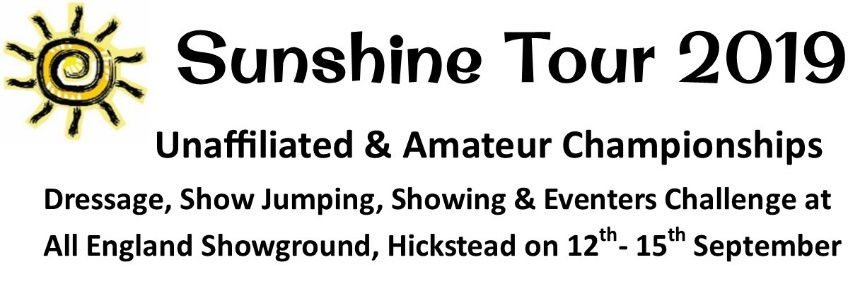 Sunshine Tour 2019
Unaffiliated & Amateur Championships
Dressage, Show Jumping, Showing & Eventers Challenge at
All England Showground, Hickstead on 12th- 15th September